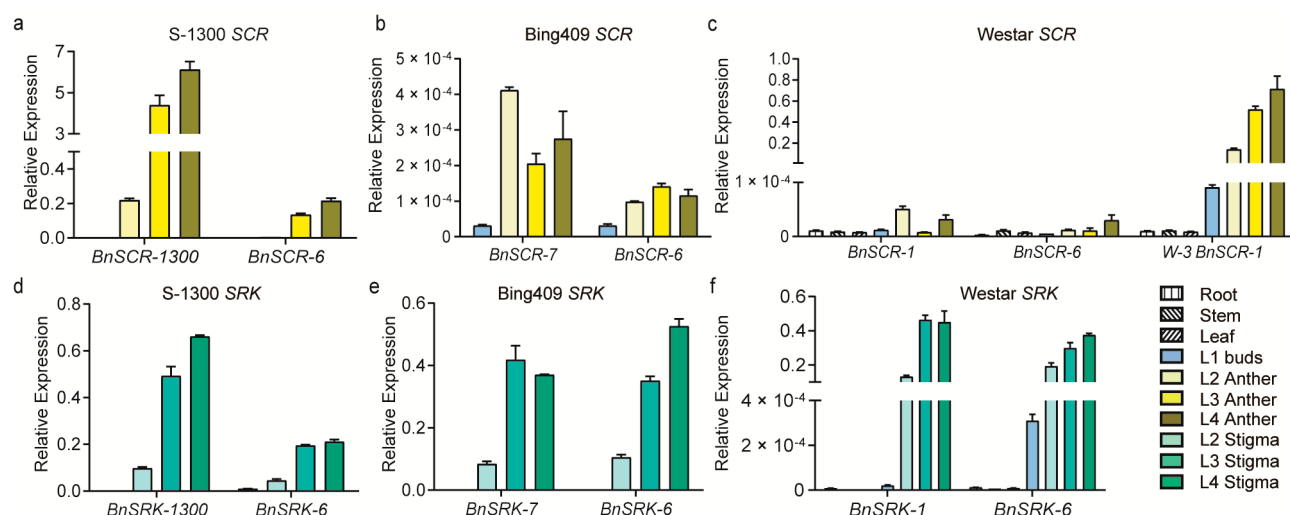 a
S-1300 SCR
Relative Expression
7
5
3
0.4
0.2
0
BnSCR-1300 BnSCR-6
b
Bing409 SCR
Relative Expression
5 × 10⁻⁴
4 × 10⁻⁴
3 × 10⁻⁴
2 × 10⁻⁴
1 × 10⁻⁴
0
BnSCR-7 BnSCR-6
c
Westar SCR
Relative Expression
1.0
0.8
0.6
0.4
0.2
1 × 10⁻⁴
0
BnSCR-1 BnSCR-6 W-3 BnSCR-1
d
S-1300 SRK
Relative Expression
0.8
0.6
0.4
0.2
0.0
BnSRK-1300 BnSRK-6
e
Bing409 SRK
Relative Expression
0.6
0.4
0.2
0.0
BnSRK-7 BnSRK-6
f
Westar SRK
Relative Expression
0.6
0.4
0.2
4 × 10⁻⁴
2 × 10⁻⁴
0
BnSRK-1 BnSRK-6
Root
Stem
Leaf
L1 buds
L2 Anther
L3 Anther
L4 Anther
L2 Stigma
L3 Stigma
L4 Stigma